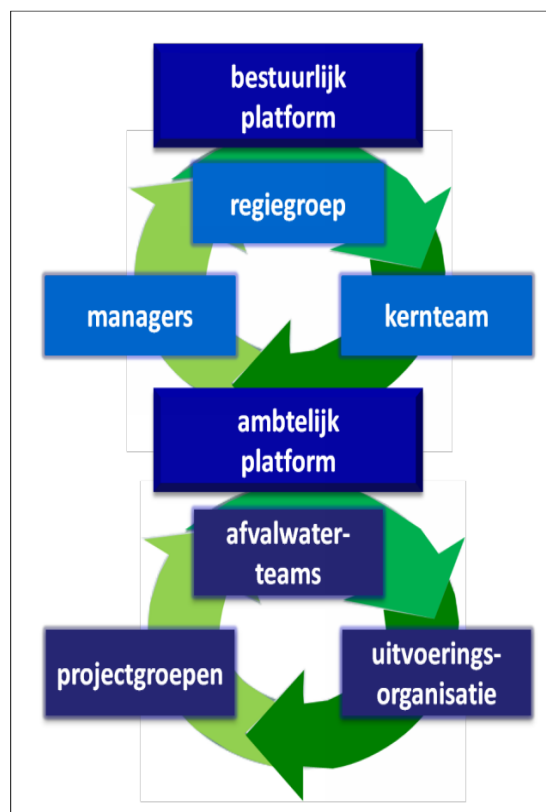 bestuurlijk
platform
regiegroep
managers
kernteam
ambtelijk
platform
afvalwater-
teams
projectgroepen
uitvoerings-
organisatie